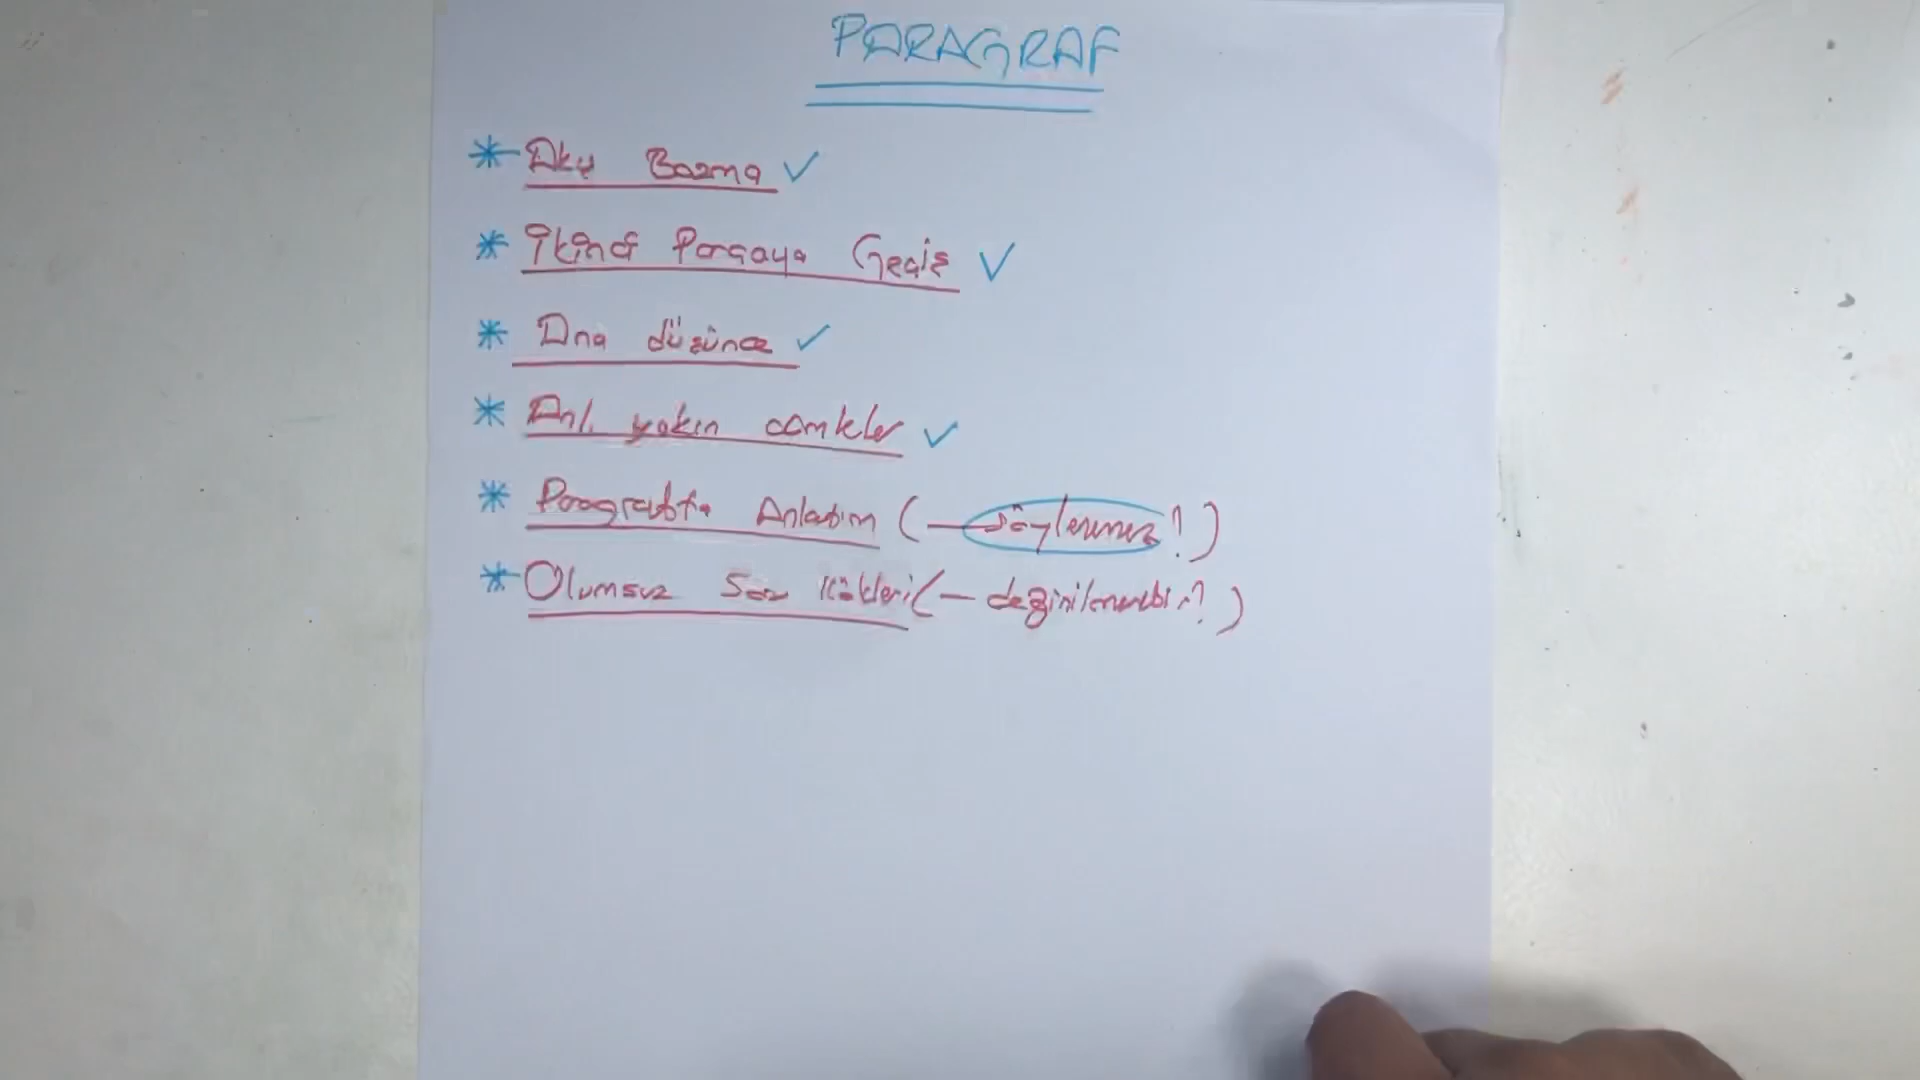 PARAGRAF
* Akış Bozma ✓
* İkinci Parçaya Geçiş ✓
* Ana düşünce ✓
* Anl. yakın cümleler ✓
* Paragrafta Anlatım (— söylenemez?)
* Olumsuz Soru Kökleri (— değinilmemiştir?)